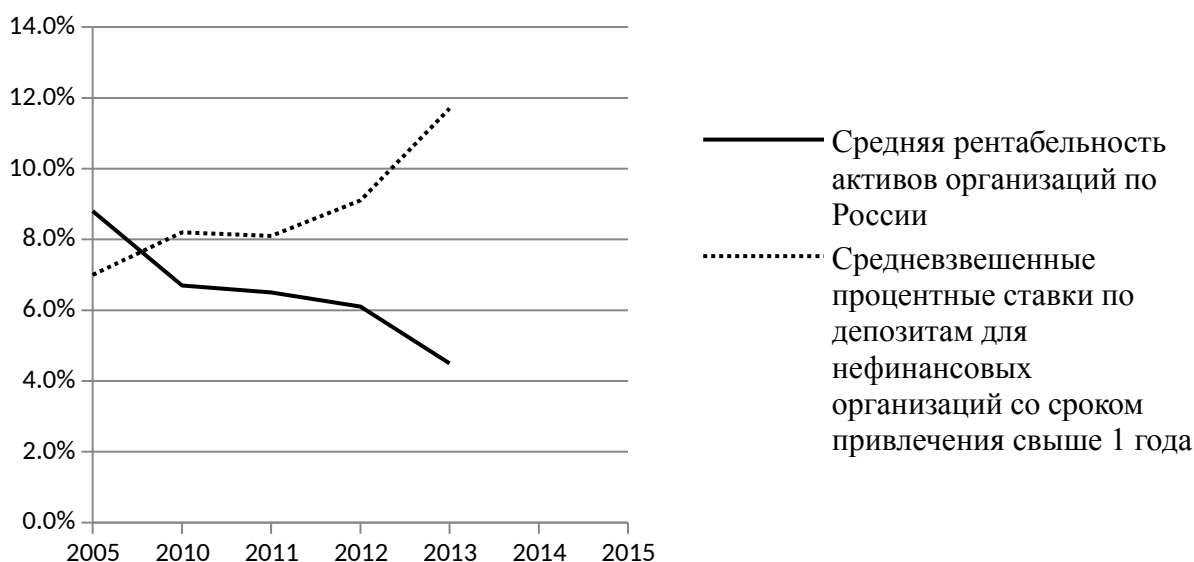 14.0%
12.0%
10.0%
8.0%
6.0%
4.0%
2.0%
0.0%
2005 2010 2011 2012 2013 2014 2015
Средняя рентабельность
активов организаций по
России
Средневзвешенные
процентные ставки по
депозитам для
нефинансовых
организаций со сроком
привлечения свыше 1 года